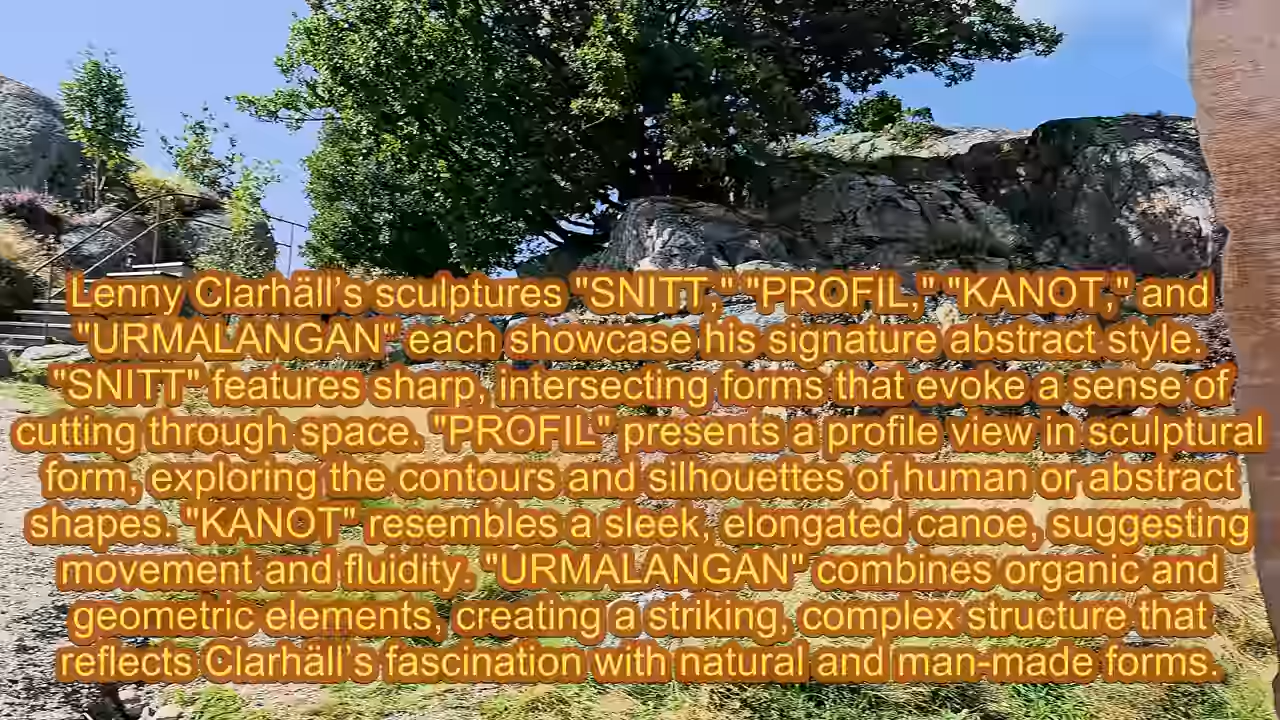 Lenny Clarhäll’s sculptures "SNITT," "PROFIL," "KANOT," and
"URMALANGAN" each showcase his signature abstract style.
"SNITT" features sharp, intersecting forms that evoke a sense of
cutting through space. "PROFIL" presents a profile view in sculptural
form, exploring the contours and silhouettes of human or abstract
shapes. "KANOT" resembles a sleek, elongated canoe, suggesting
movement and fluidity. "URMALANGAN" combines organic and
geometric elements, creating a striking, complex structure that
reflects Clarhäll’s fascination with natural and man-made forms.